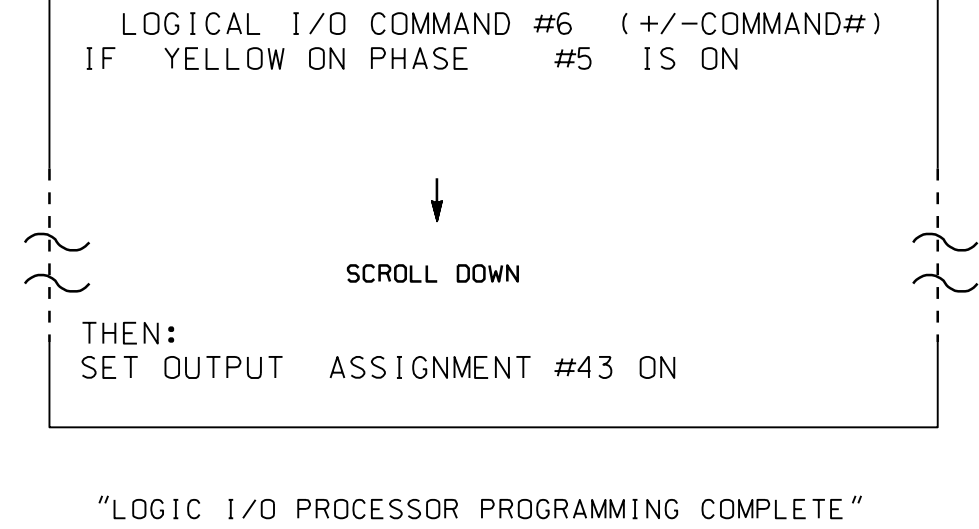 LOGICAL I/O COMMAND #6 (+/-COMMAND#)
IF YELLOW ON PHASE #5 IS ON
SCROLL DOWN
THEN:
SET OUTPUT ASSIGNMENT #43 ON
"LOGIC I/O PROCESSOR PROGRAMMING COMPLETE"